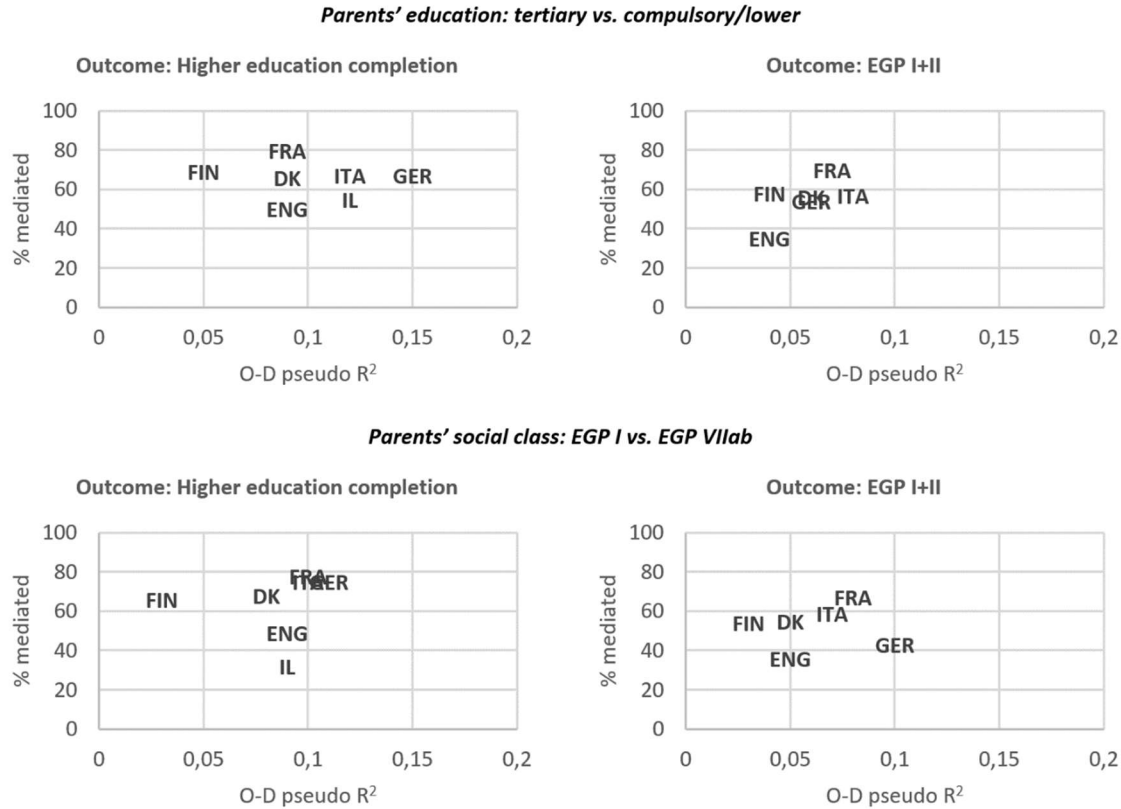 Parents’ education: tertiary vs. compulsory/lower
Outcome: Higher education completion
% mediated
100
80
60
40
20
0
FRA
FIN
DK
ITA
GER
IL
ENG
0
0,05
0,1
0,15
0,2
O-D pseudo R²
Outcome: EGP I+II
% mediated
100
80
60
40
20
0
FRA
FIN
DK
ITA
GER
ENG
0
0,05
0,1
0,15
0,2
O-D pseudo R²
Parents’ social class: EGP I vs. EGP VIIab
Outcome: Higher education completion
% mediated
100
80
60
40
20
0
FRA
ITA
GER
FIN
DK
ENG
IL
0
0,05
0,1
0,15
0,2
O-D pseudo R²
Outcome: EGP I+II
% mediated
100
80
60
40
20
0
FRA
ITA
FIN
DK
GER
ENG
0
0,05
0,1
0,15
0,2
O-D pseudo R²